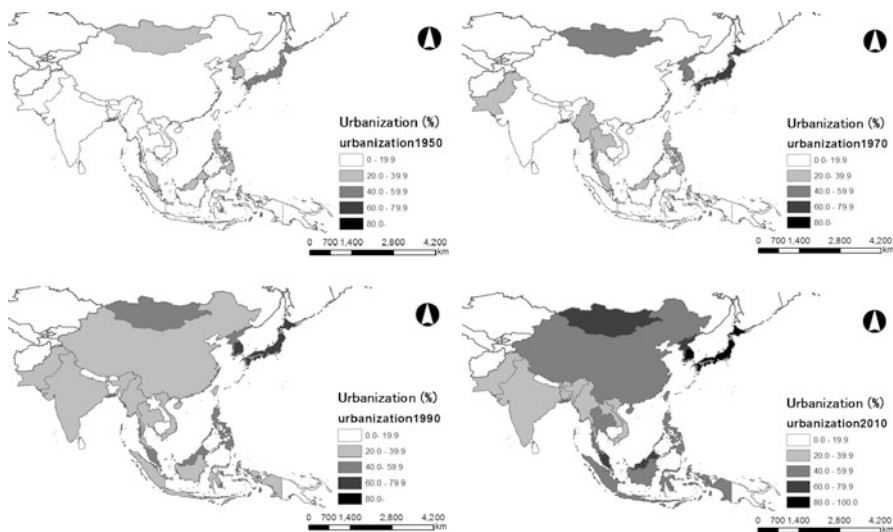 Urbanization (%)
urbanization1950
0 - 19.9
20.0 - 39.9
40.0 - 59.9
60.0 - 79.9
80.0-
0 700 1,400 2,800 4,200
km
Urbanization (%)
urbanization1970
0.0- 19.9
20.0 - 39.9
40.0 - 59.9
60.0 - 79.9
80.0-
0 700 1,400 2,800 4,200
km
Urbanization (%)
urbanization1990
0.0- 19.9
20.0 - 39.9
40.0 - 59.9
60.0 - 79.9
80.0-
0 700 1,400 2,800 4,200
km
Urbanization (%)
urbanization2010
0.0 - 19.9
20.0 - 39.9
40.0 - 59.9
60.0 - 79.9
80.0 - 100.0
0 700 1,400 2,800 4,200
km